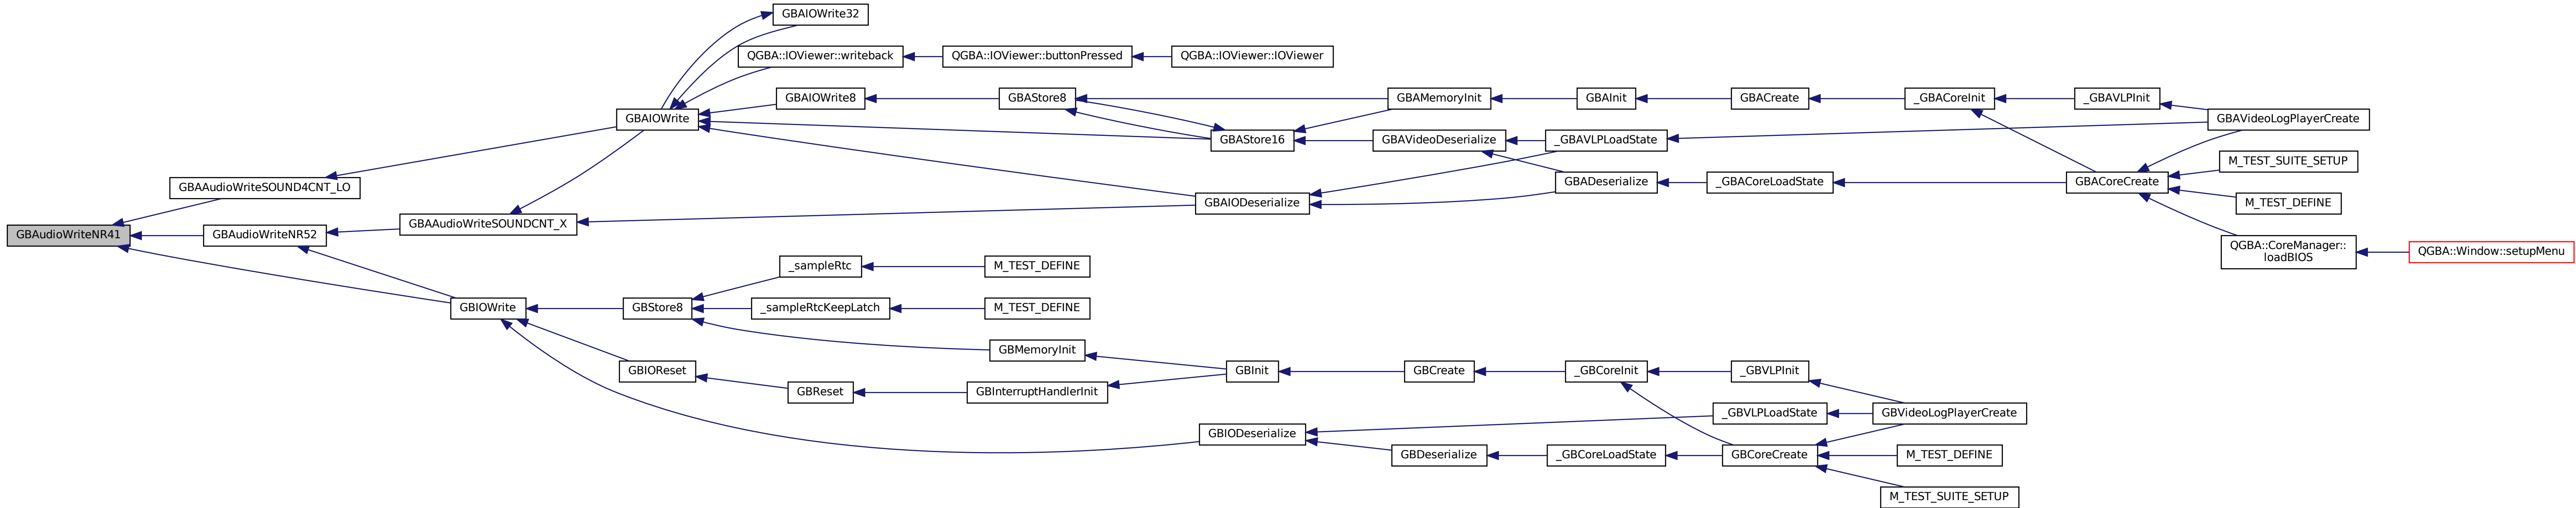 GBAIOWrite32
QGBA::IOViewer::writeback
QGBA::IOViewer::buttonPressed
QGBA::IOViewer::IOViewer
GBAIOWrite8
GBAStore8
GBAMemoryInit
GBAInit
GBACreate
_GBACoreInit
_GBAVLPInit
GBAIOWrite
GBAVideoLogPlayerCreate
GBAStore16
GBAVideoDeserialize
_GBAVLPLoadState
M_TEST_SUITE_SETUP
GBAAudioWriteSOUND4CNT_LO
GBADeserialize
_GBACoreLoadState
GBACoreCreate
GBAIODeserialize
M_TEST_DEFINE
GBAAudioWriteSOUNDCNT_X
GBAudioWriteNR41
GBAudioWriteNR52
QGBA::CoreManager::
loadBIOS
QGBA::Window::setupMenu
_sampleRtc
M_TEST_DEFINE
GBIOWrite
GBStore8
_sampleRtcKeepLatch
M_TEST_DEFINE
GBMemoryInit
GBIOReset
GBInit
GBCreate
_GBCoreInit
_GBVLPInit
GBReset
GBInterruptHandlerInit
_GBVLPLoadState
GBVideoLogPlayerCreate
GBIODeserialize
GBDeserialize
_GBCoreLoadState
GBCoreCreate
M_TEST_DEFINE
M_TEST_SUITE_SETUP